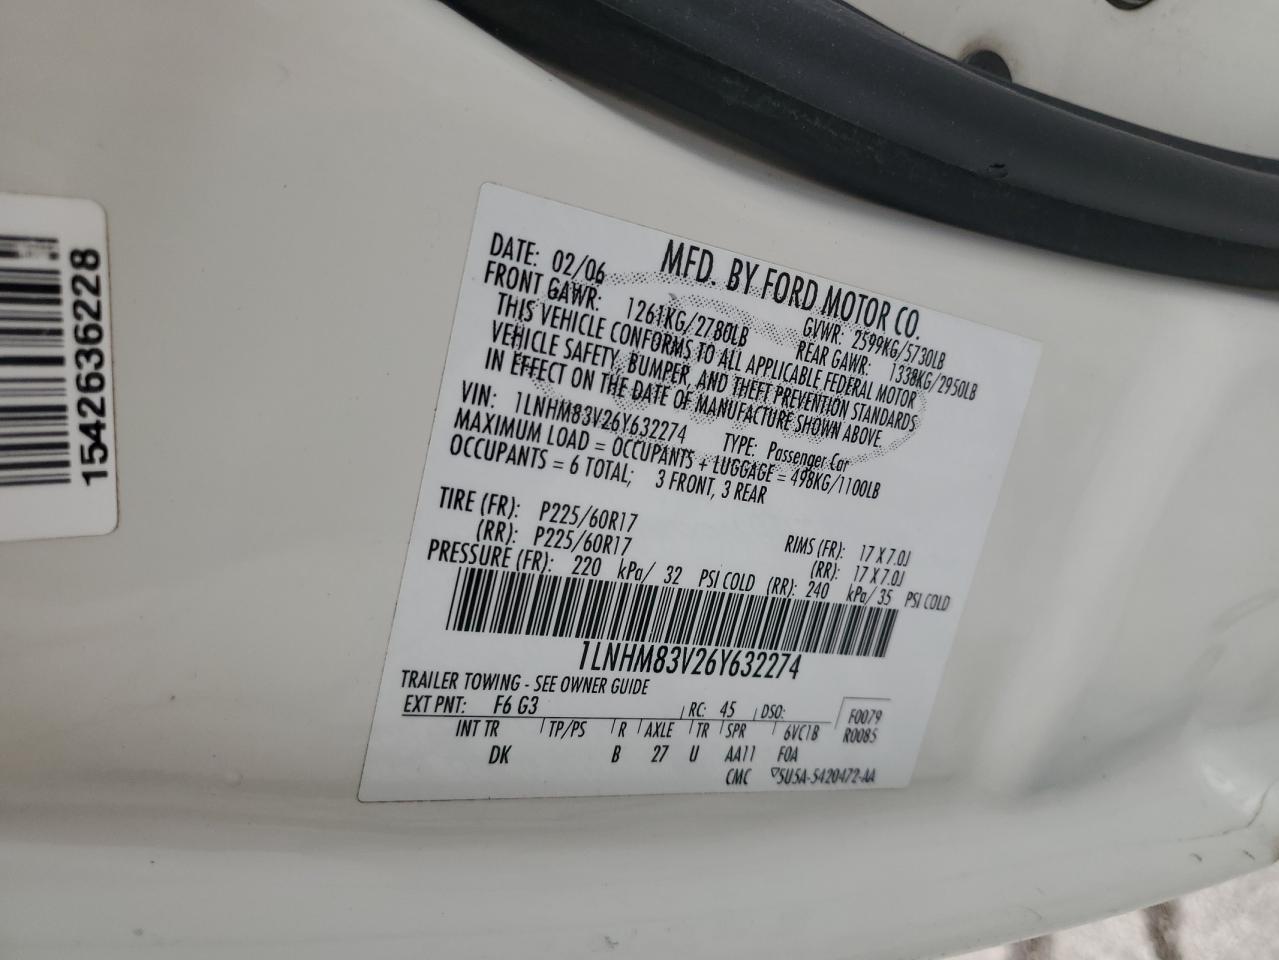 15426636228
MFD. BY FORD MOTOR CO.
DATE: 02/06 GVWR: 2599KG/5730LB
FRONT GAWR: 1261KG/2780LB REAR GAWR: 1338KG/2950LB
THIS VEHICLE CONFORMS TO ALL APPLICABLE FEDERAL MOTOR
VEHICLE SAFETY, BUMPER, AND THEFT PREVENTION STANDARDS
IN EFFECT ON THE DATE OF MANUFACTURE SHOWN ABOVE.
VIN: 1LNHM83V26Y632274 TYPE: Passenger Car
MAXIMUM LOAD = OCCUPANTS + LUGGAGE = 498KG/1100LB
OCCUPANTS = 6 TOTAL; 3 FRONT, 3 REAR
TIRE (FR): P225/60R17 RIMS (FR): 17 X 7.0J
(RR): P225/60R17 (RR): 17 X 7.0J
PRESSURE (FR): 220 kPa/ 32 PSI COLD (RR): 240 kPa/ 35 PSI COLD
1LNHM83V26Y632274
TRAILER TOWING - SEE OWNER GUIDE
EXT PNT: F6 G3 RC: 45 DSO: F0079
INT TR TP/PS R AXLE TR SPR 6VC1B R0085
DK B 27 U AA11 F0A
CMC ▽5U5A-5420472-AA